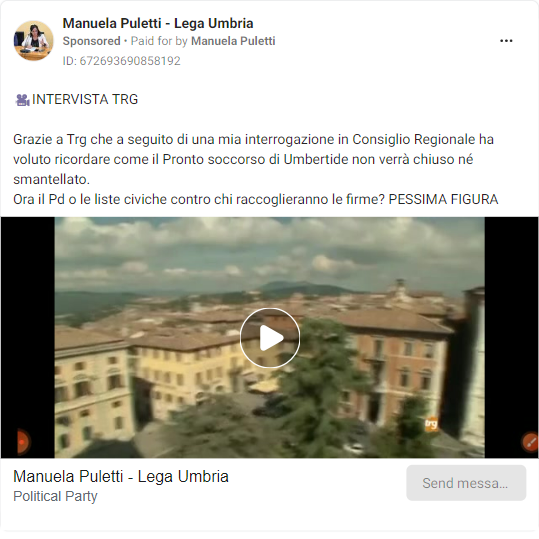 Manuela Puletti - Lega Umbria
Sponsored • Paid for by Manuela Puletti
ID: 672693690858192
INTERVISTA TRG
Grazie a Trg che a seguito di una mia interrogazione in Consiglio Regionale ha
voluto ricordare come il Pronto soccorso di Umbertide non verrà chiuso né
smantellato.
Ora il Pd o le liste civiche contro chi raccoglieranno le firme? PESSIMA FIGURA
trg
Manuela Puletti - Lega Umbria
Political Party
Send messa...